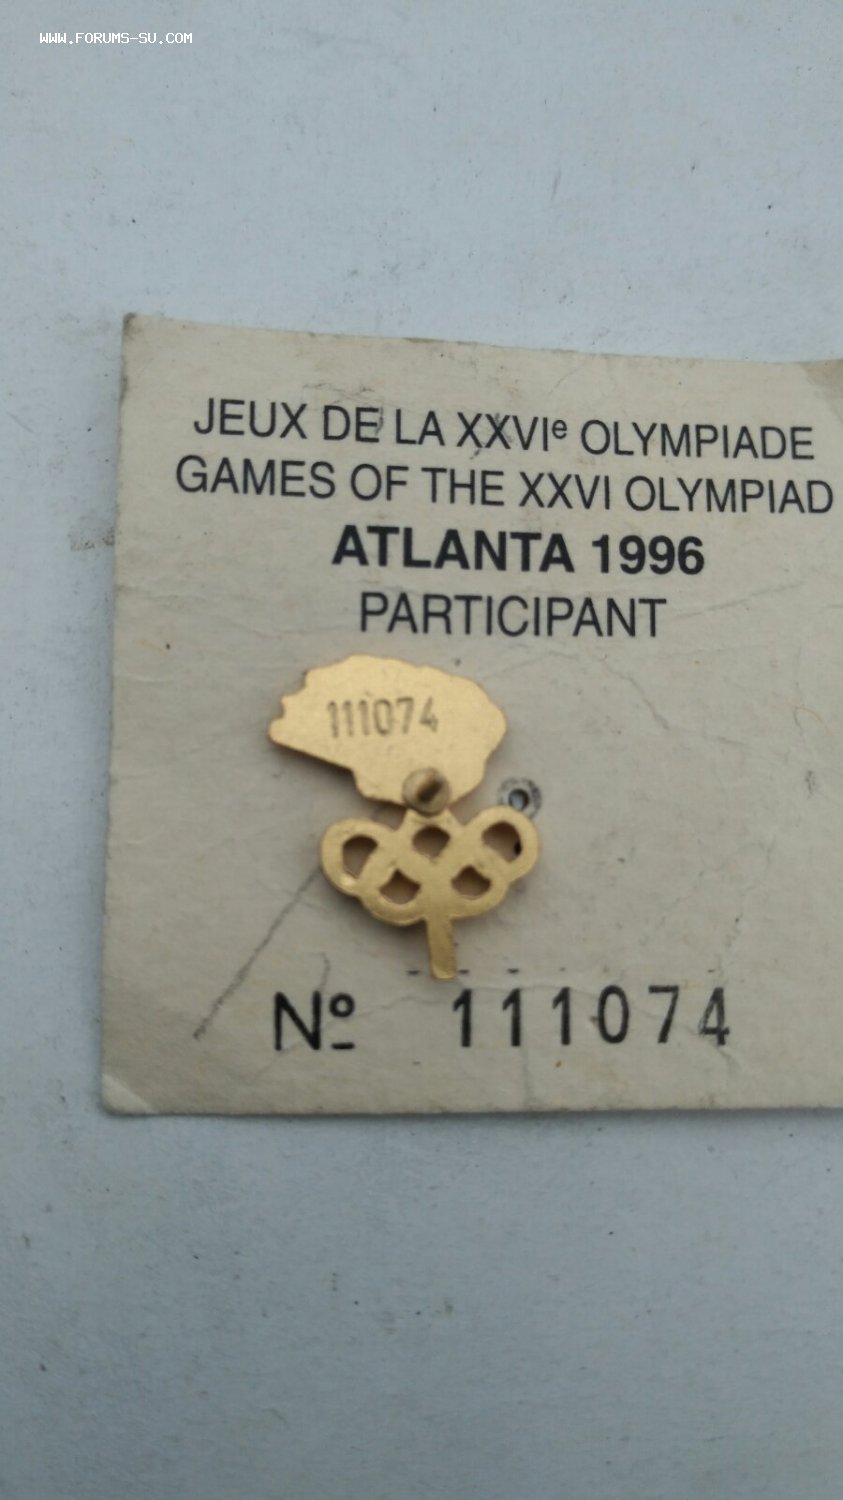 WWW.FORUMS-SU.COM
JEUX DE LA XXVIe OLYMPIADE
GAMES OF THE XXVI OLYMPIAD
ATLANTA 1996
PARTICIPANT
111074
Nº 111074